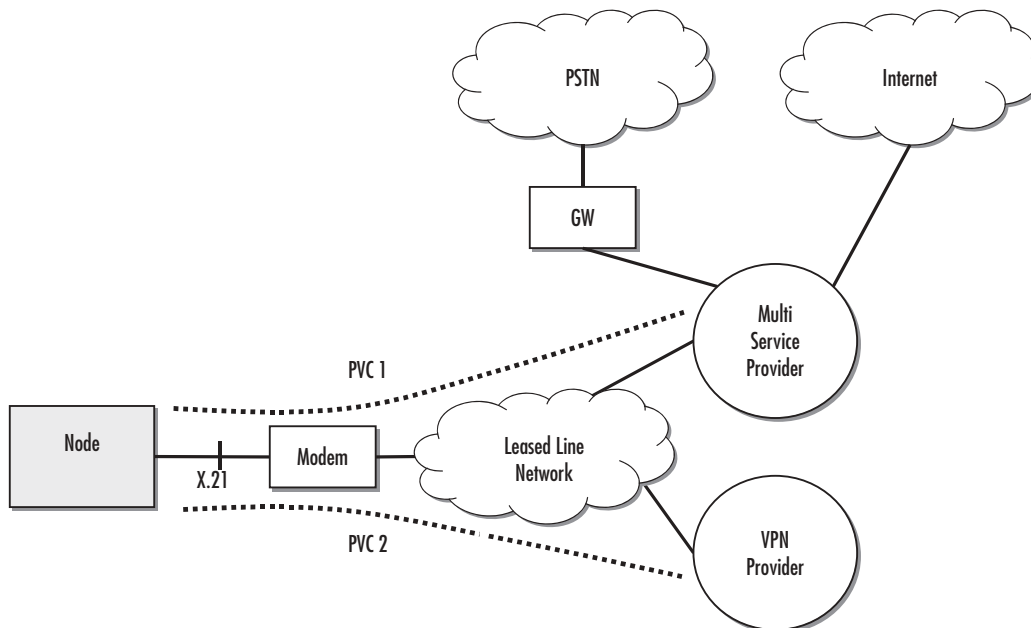 PSTN
Internet
GW
Multi
Service
Provider
PVC 1
Node
X.21
Modem
Leased Line
Network
PVC 2
VPN
Provider